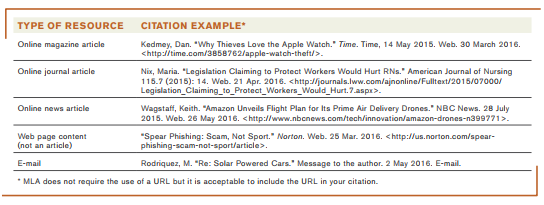 TYPE OF RESOURCE CITATION EXAMPLE*
Online magazine article Kedmey, Dan. "Why Thieves Love the Apple Watch." Time. Time, 14 May 2015. Web. 30 March 2016.
<http://time.com/3858762/apple-watch-theft/>.
Online journal article Nix, Maria. "Legislation Claiming to Protect Workers Would Hurt RNs." American Journal of Nursing
115.7 (2015): 14. Web. 21 Apr. 2016. <http://journals.lww.com/ajnonline/Fulltext/2015/07000/
Legislation_Claiming_to_Protect_Workers_Would_Hurt.7.aspx>.
Online news article Wagstaff, Keith. "Amazon Unveils Flight Plan for Its Prime Air Delivery Drones." NBC News. 28 July
2015. Web. 26 May 2016. <http://www.nbcnews.com/tech/innovation/amazon-drones-n399771>.
Web page content "Spear Phishing: Scam, Not Sport." Norton. Web. 25 Mar. 2016. <http://us.norton.com/spear-
(not an article) phishing-scam-not-sport/article>.
E-mail Rodriquez, M. "Re: Solar Powered Cars." Message to the author. 2 May 2016. E-mail.
* MLA does not require the use of a URL but it is acceptable to include the URL in your citation.